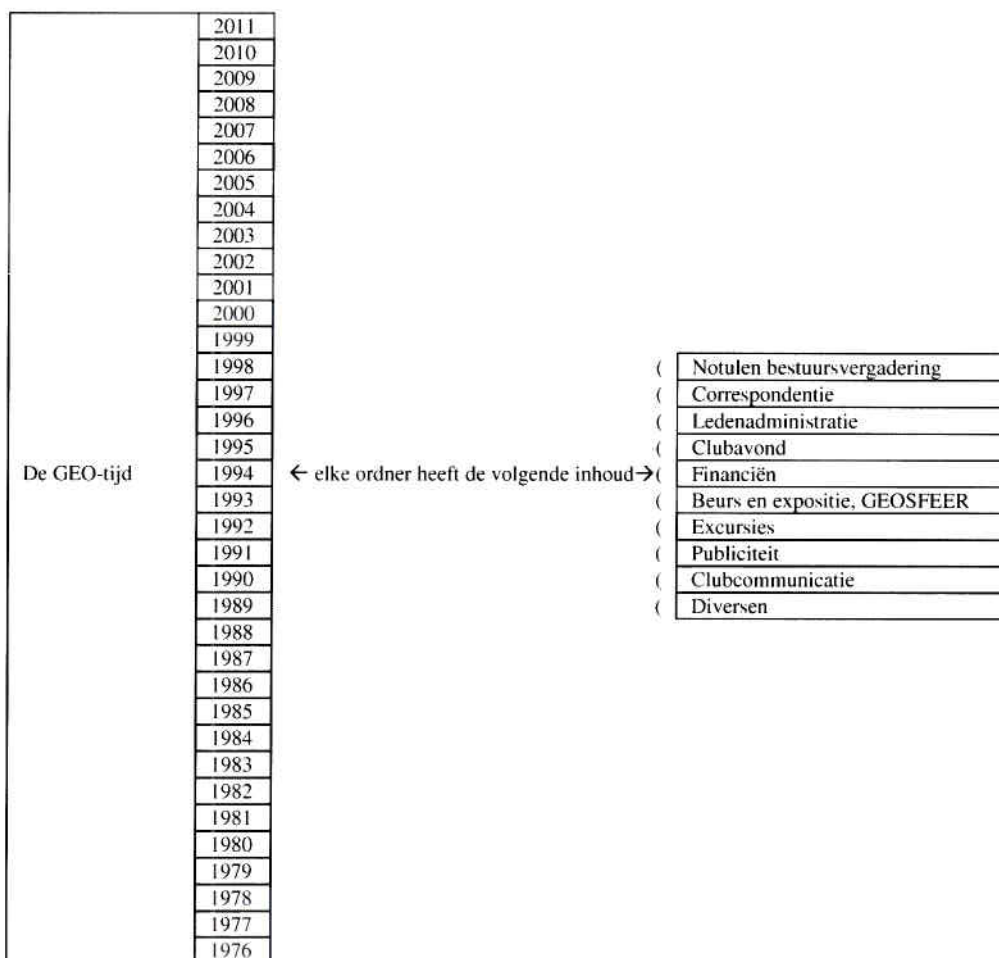 2011
2010
2009
2008
2007
2006
2005
2004
2003
2002
2001
2000
1999
1998 ( Notulen bestuursvergadering
1997 ( Correspondentie
1996 ( Ledenadministratie
1995 ( Clubavond
De GEO-tijd 1994 ← elke ordner heeft de volgende inhoud→( Financiën
1993 ( Beurs en expositie, GEOSFEER
1992 ( Excursies
1991 ( Publiciteit
1990 ( Clubcommunicatie
1989 ( Diversen
1988
1987
1986
1985
1984
1983
1982
1981
1980
1979
1978
1977
1976